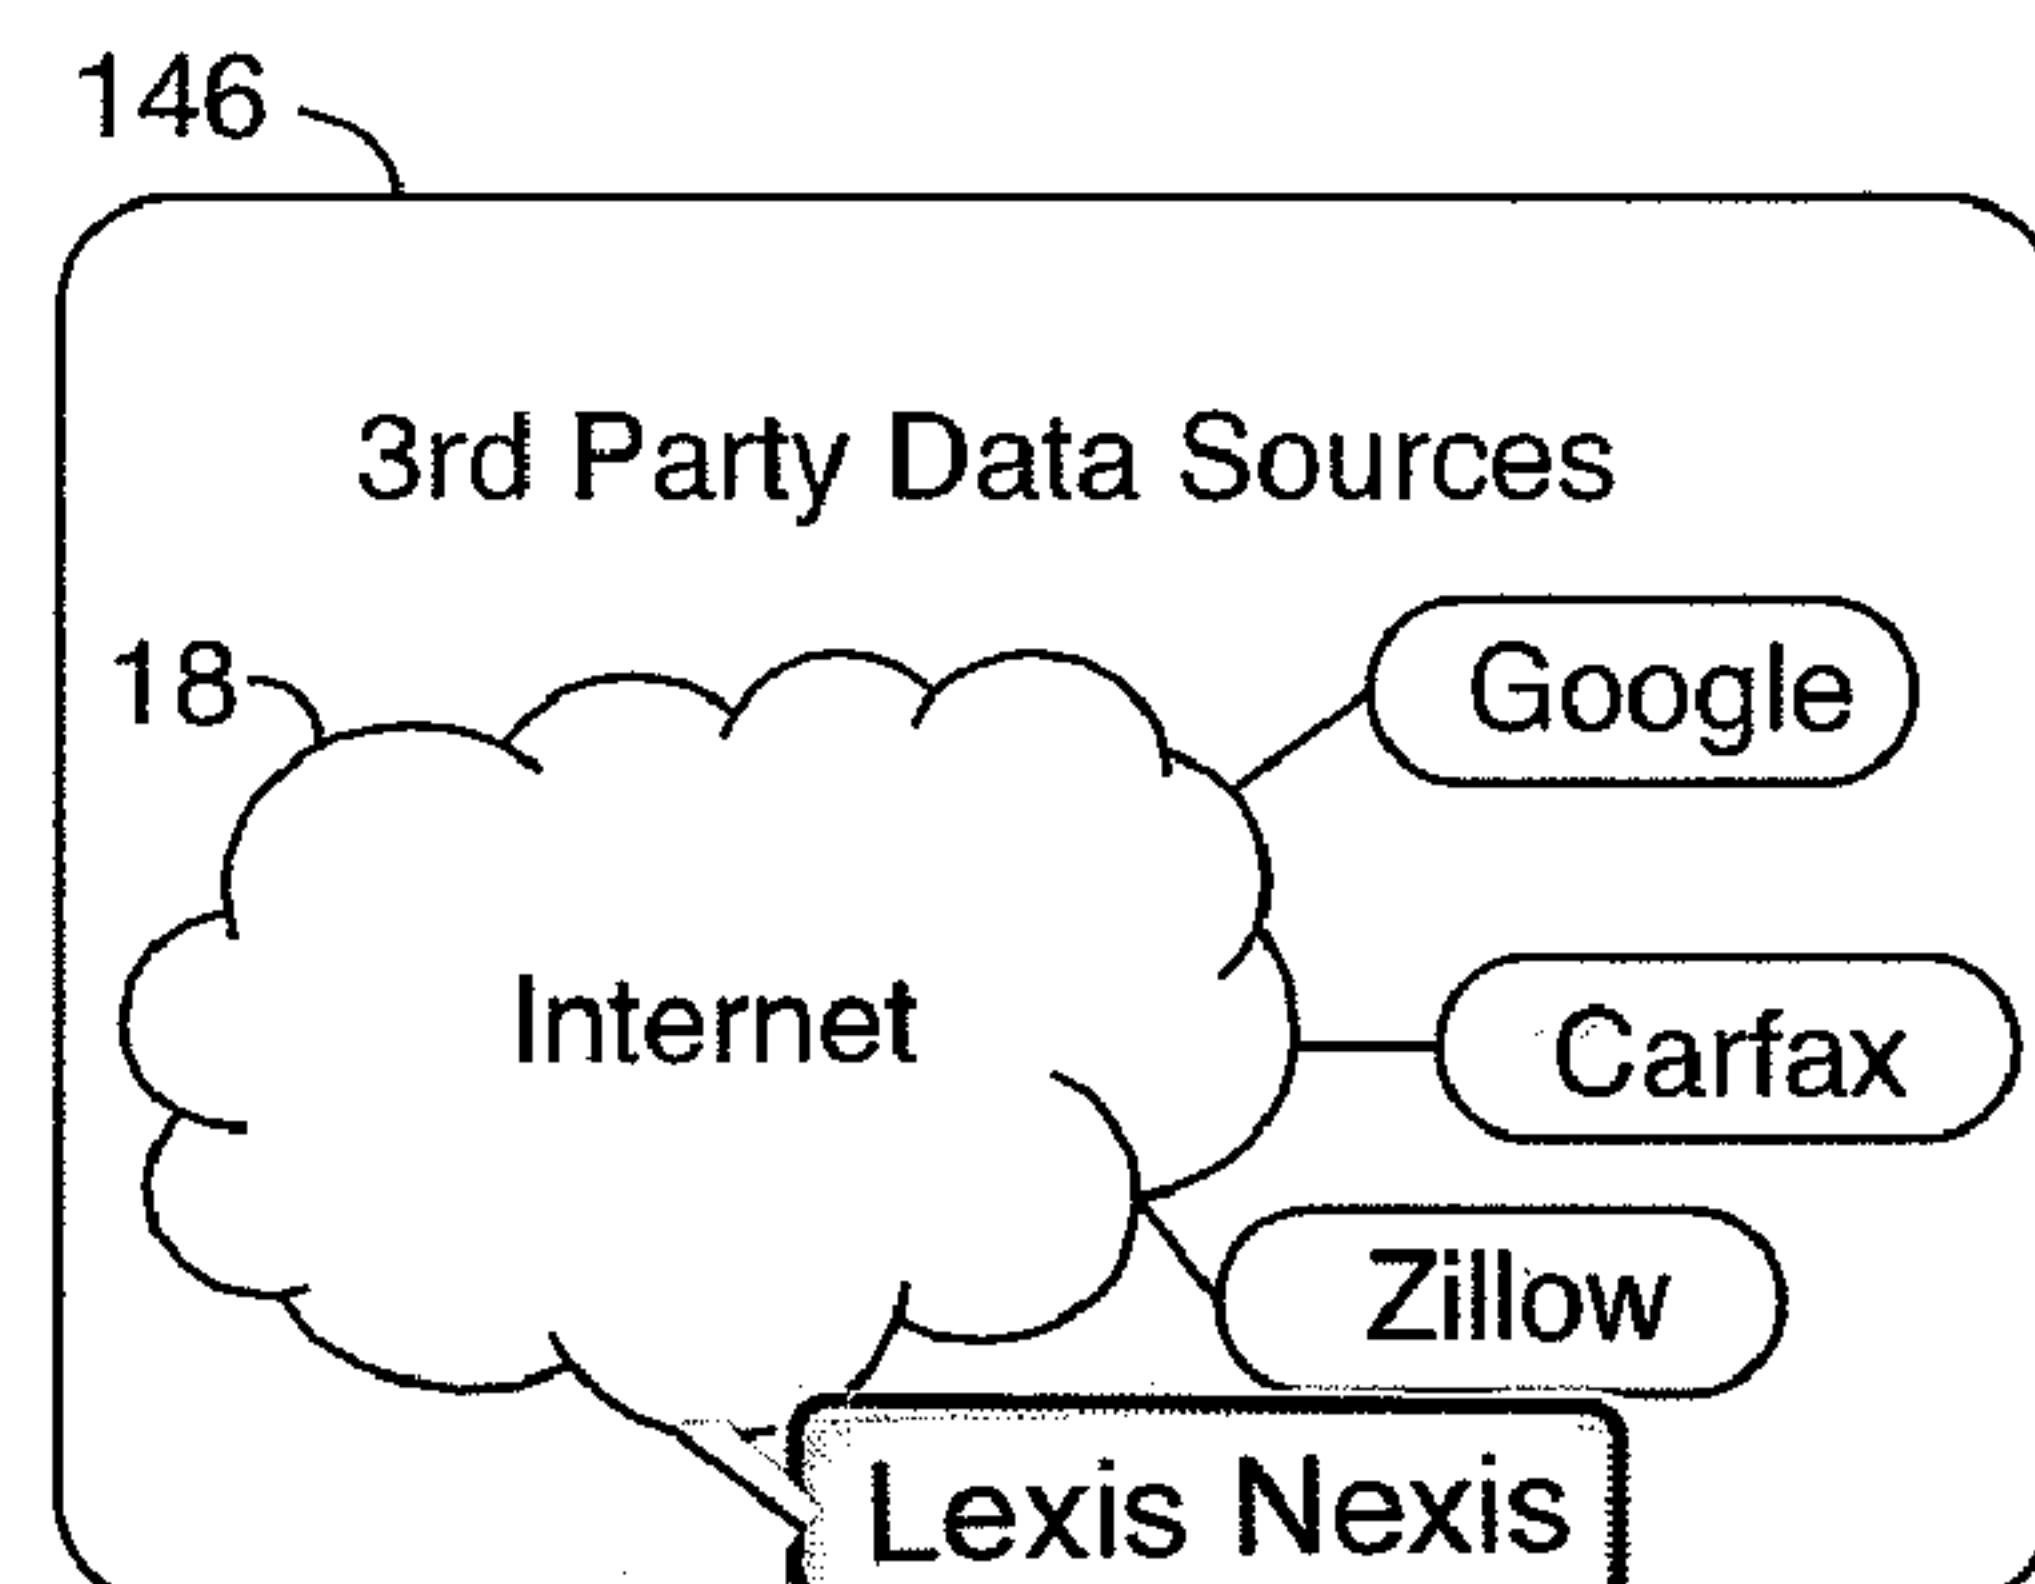 146
3rd Party Data Sources
18
Google
Internet
Carfax
Zillow
Lexis Nexis